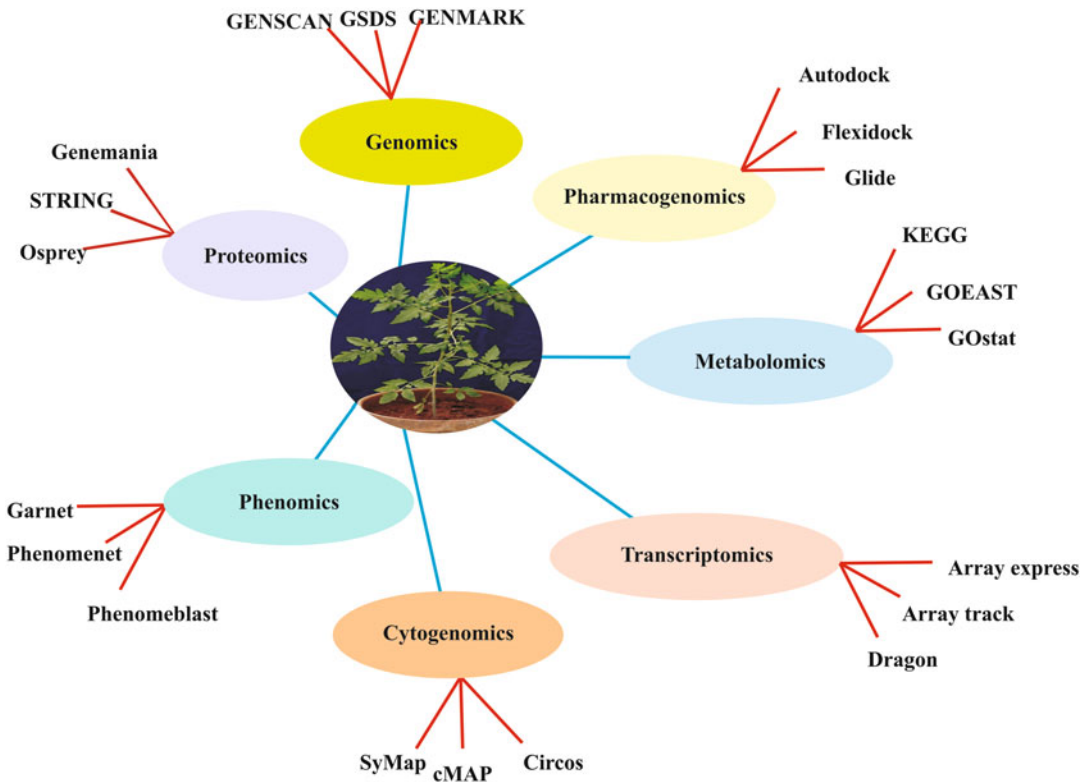 GENSCAN
GSDS
GENMARK
Genomics
Autodock
Flexidock
Glide
Pharmacogenomics
Genemania
STRING
Osprey
Proteomics
KEGG
GOEAST
GOstat
Metabolomics
Garnet
Phenomenet
Phenomeblast
Phenomics
Transcriptomics
Array express
Array track
Dragon
Cytogenomics
SyMap
cMAP
Circos